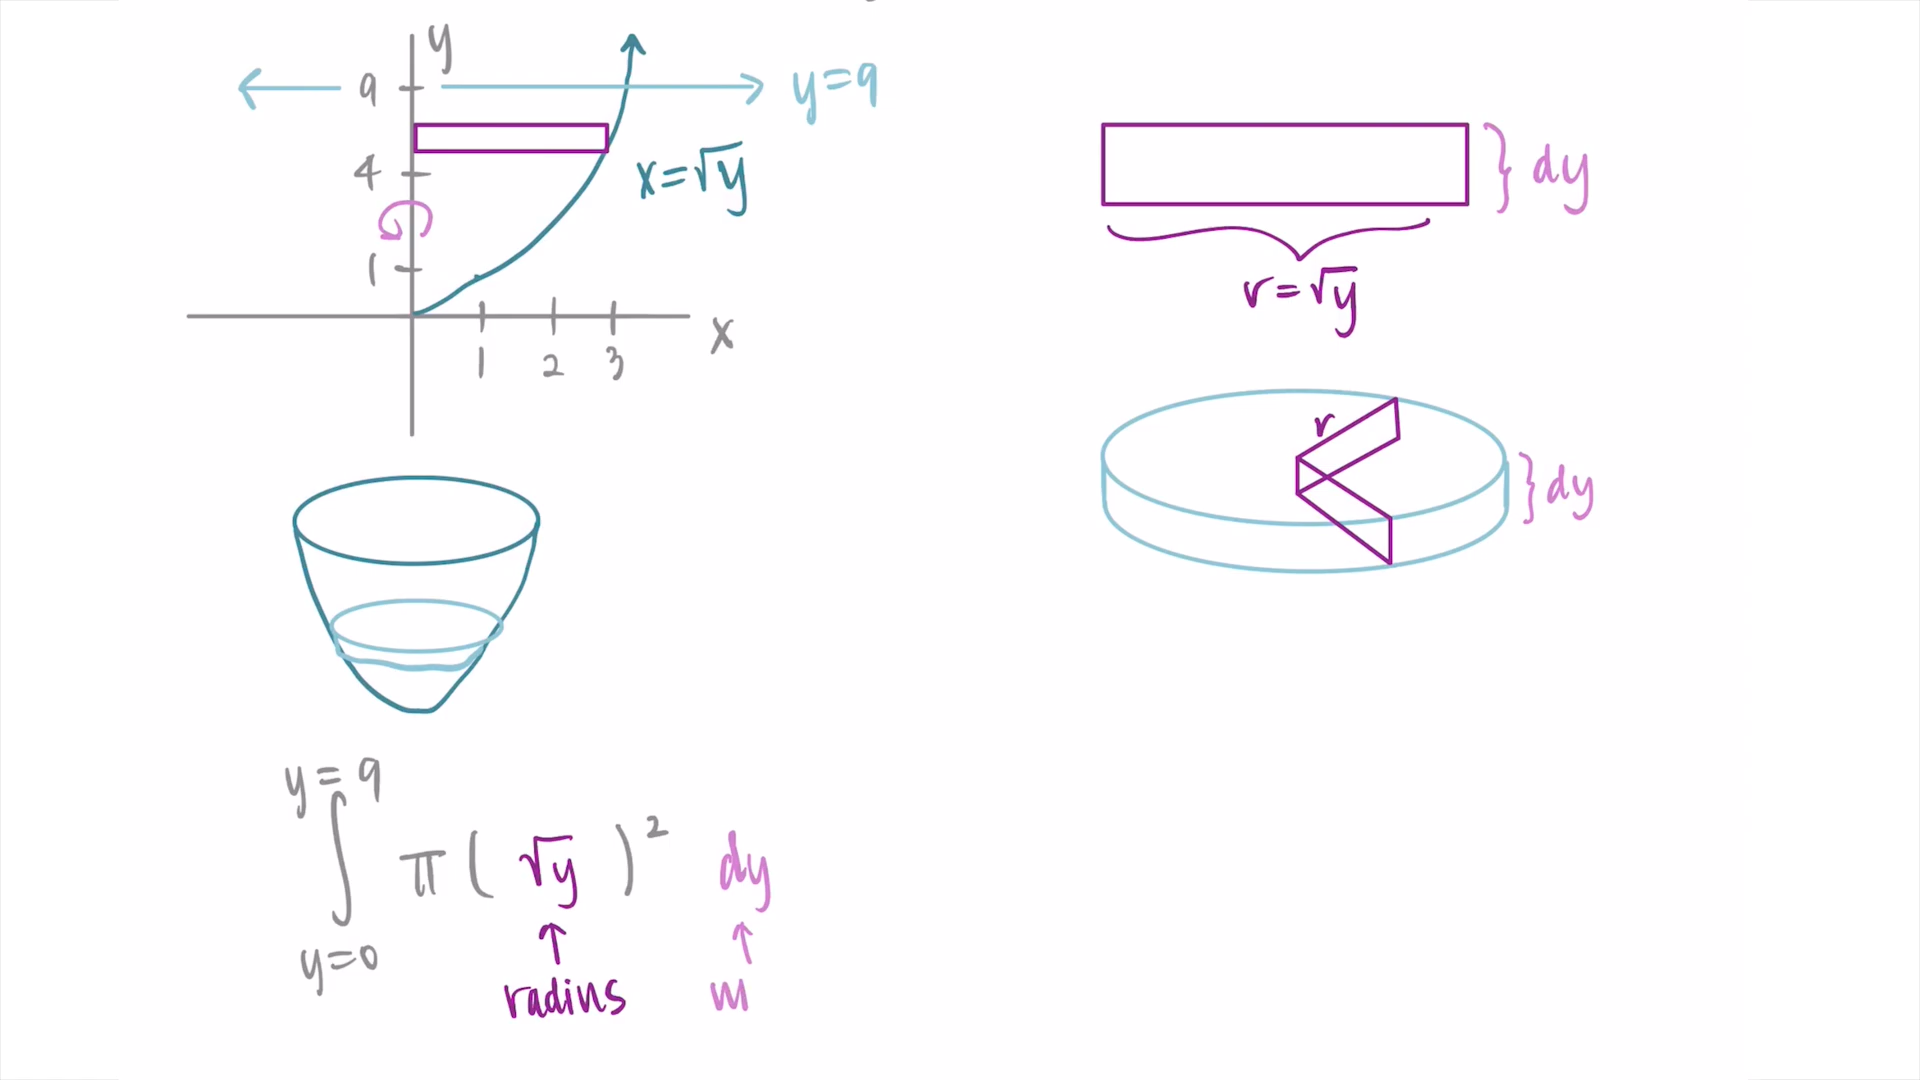 y
9
y=9
4
x=√y
1
x
1 2 3
} dy
r=√y
r
} dy
y=9
∫ π ( √y )² dy
y=0
↑ ↑
radius m